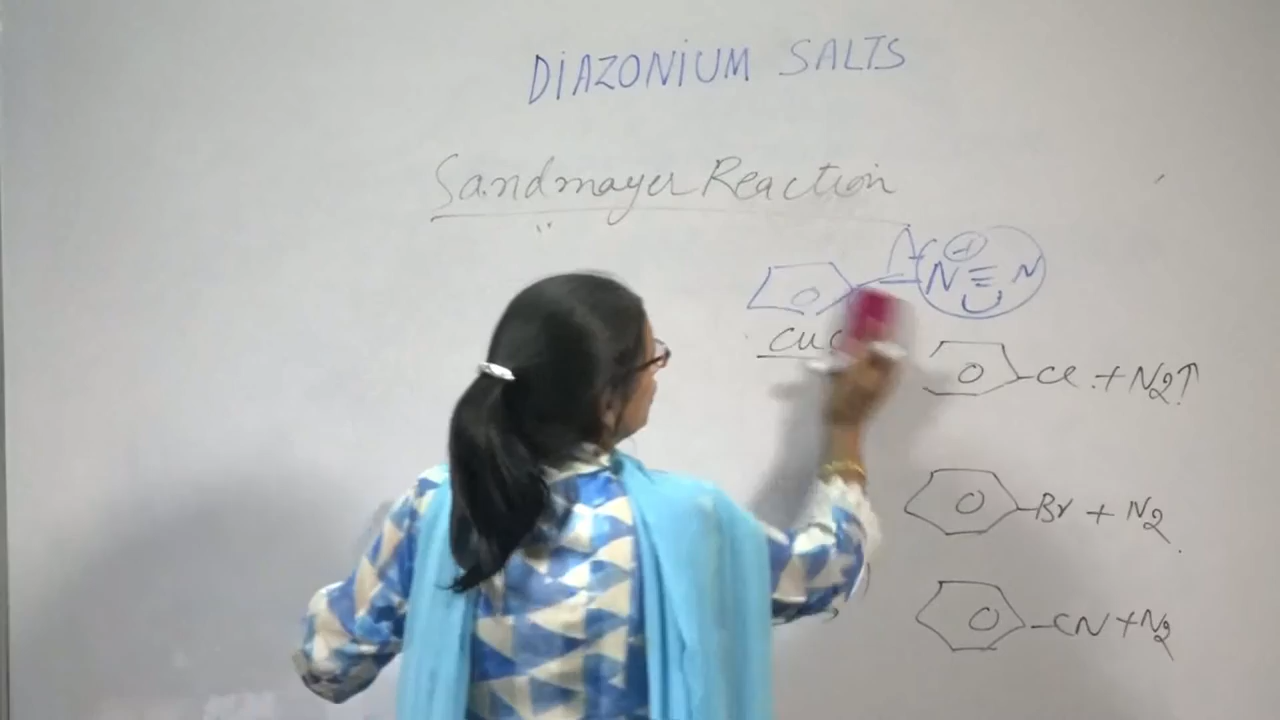 DIAZONIUM SALTS
Sandmayer Reaction
N ≡ N
+
Cl + N2↑
Br + N2
CN + N2